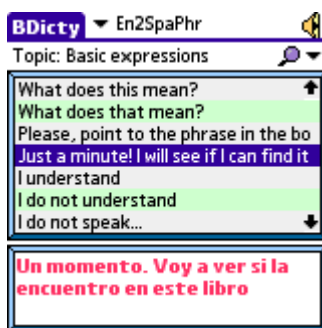 BDicty En2SpaPhr
Topic: Basic expressions
What does this mean?
What does that mean?
Please, point to the phrase in the bo
Just a minute! I will see if I can find it
I understand
I do not understand
I do not speak...
Un momento. Voy a ver si la
encuentro en este libro